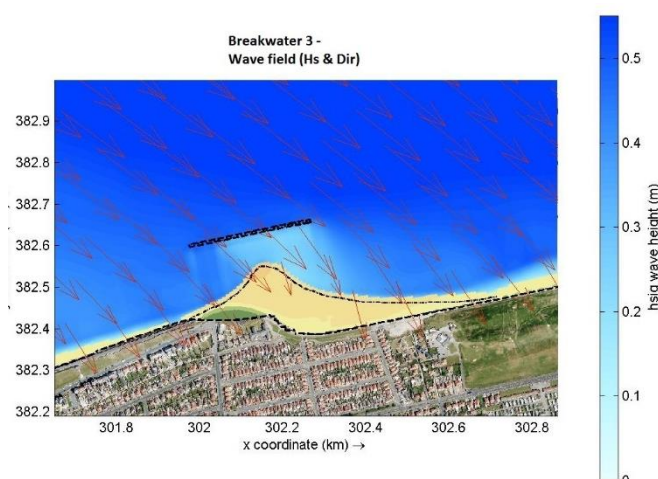 Breakwater 3 -
Wave field (Hs & Dir)
382.9
382.8
382.7
382.6
382.5
382.4
382.3
382.2
301.8 302 302.2 302.4 302.6 302.8
x coordinate (km) →
0.5
0.4
0.3
0.2
0.1
0
hsig wave height (m)